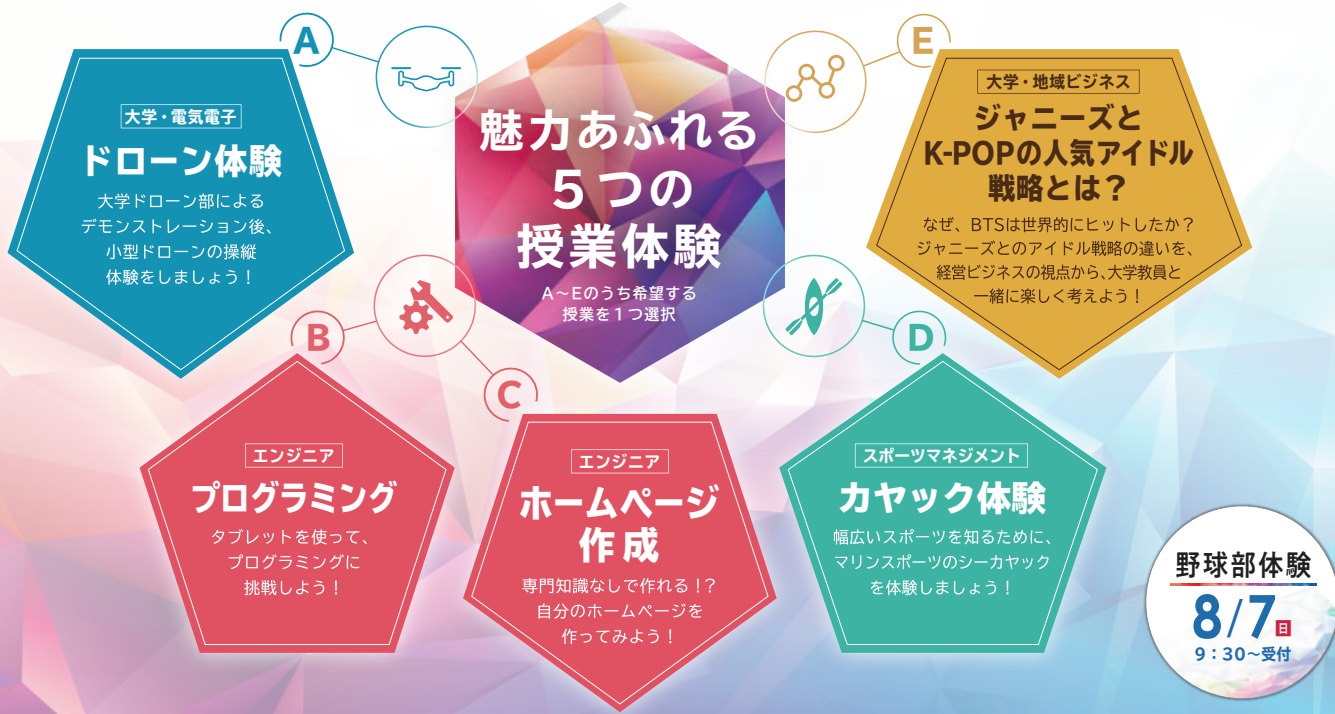 魅力あふれる
5つの
授業体験
A～Eのうち希望する
授業を1つ選択
A
大学・電気電子
ドローン体験
大学ドローン部による
デモンストレーション後、
小型ドローンの操縦
体験をしましょう！
B
エンジニア
プログラミング
タブレットを使って、
プログラミングに
挑戦しよう！
C
エンジニア
ホームページ
作成
専門知識なしで作れる！？
自分のホームページを
作ってみよう！
D
スポーツマネジメント
カヤック体験
幅広いスポーツを知るために、
マリンスポーツのシーカヤック
を体験しましょう！
E
大学・地域ビジネス
ジャニーズと
K-POPの人気アイドル
戦略とは？
なぜ、BTSは世界的にヒットしたか？
ジャニーズとのアイドル戦略の違いを、
経営ビジネスの視点から、大学教員と
一緒に楽しく考えよう！
野球部体験
8/7日
9：30～受付